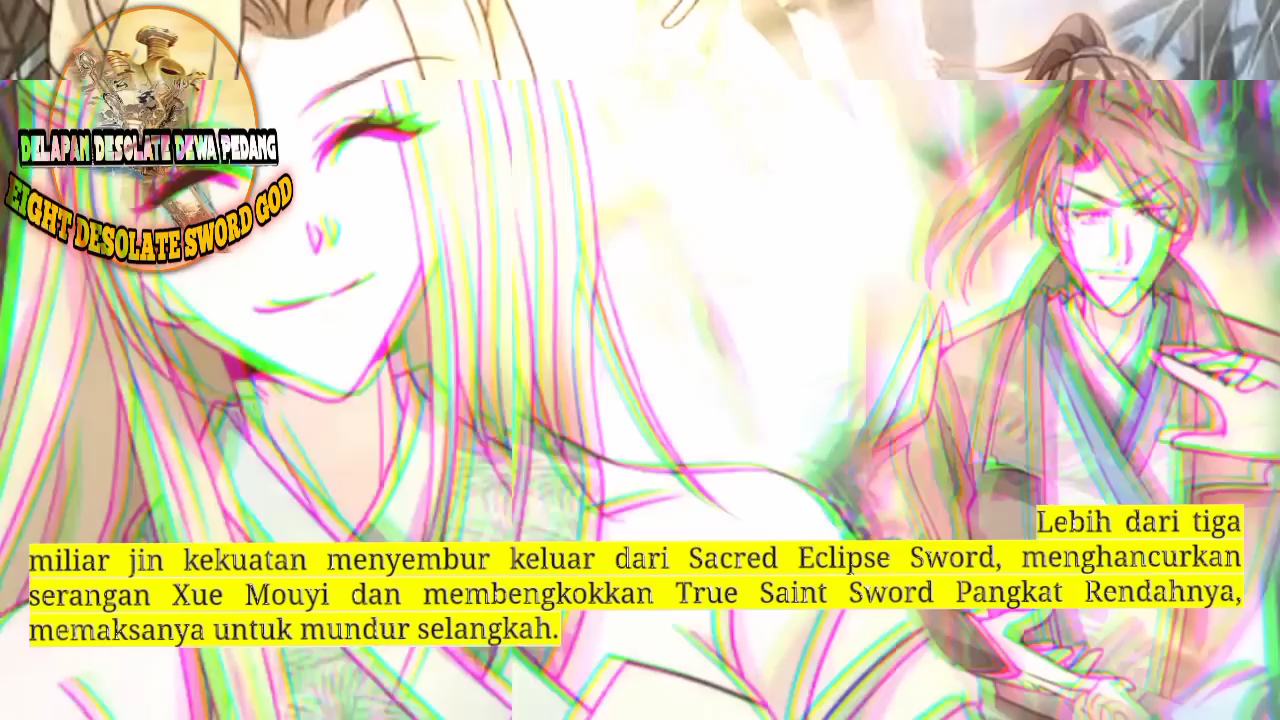 DELAPAN DESOLATE DEWA PEDANG
EIGHT DESOLATE SWORD GOD
Lebih dari tiga
miliar jin kekuatan menyembur keluar dari Sacred Eclipse Sword, menghancurkan
serangan Xue Mouyi dan membengkokkan True Saint Sword Pangkat Rendahnya,
memaksanya untuk mundur selangkah.